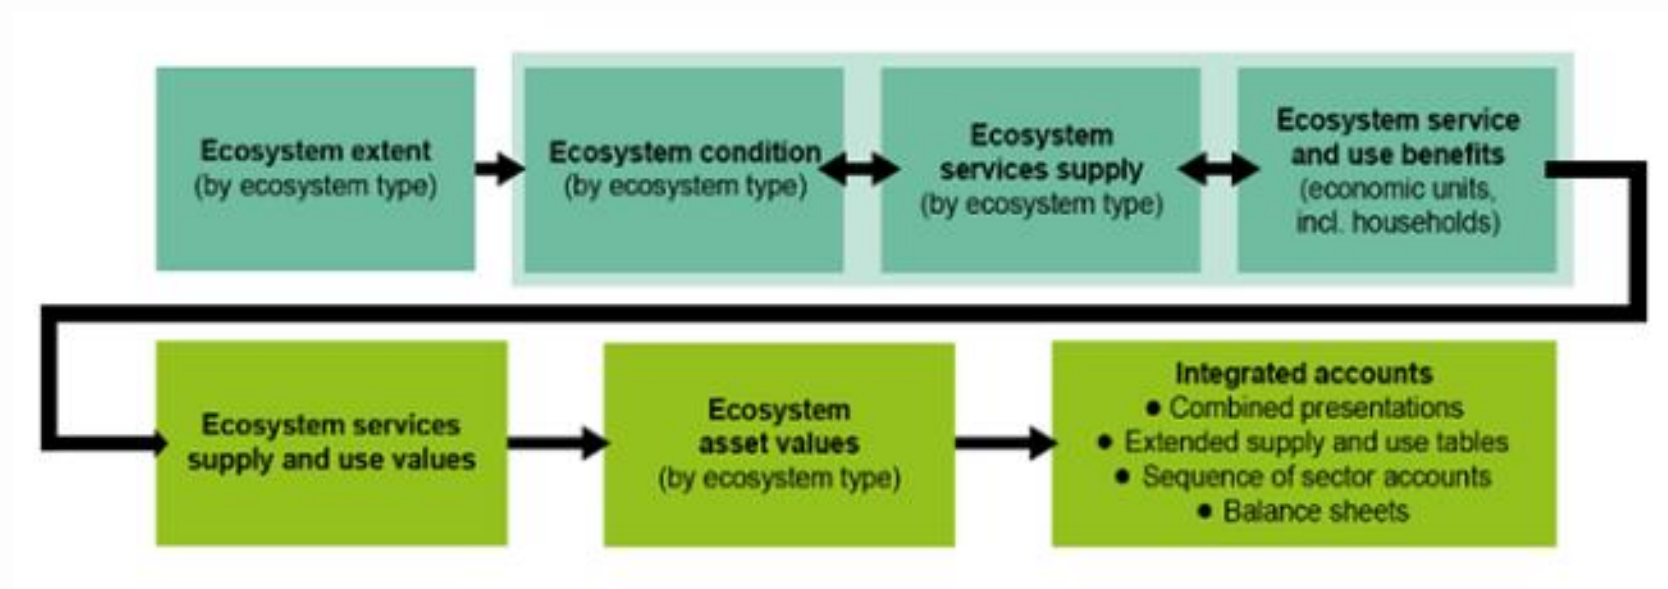 Ecosystem extent
(by ecosystem type)
Ecosystem condition
(by ecosystem type)
Ecosystem
services supply
(by ecosystem type)
Ecosystem service
and use benefits
(economic units,
incl. households)
Ecosystem services
supply and use values
Ecosystem
asset values
(by ecosystem type)
Integrated accounts
● Combined presentations
● Extended supply and use tables
● Sequence of sector accounts
● Balance sheets